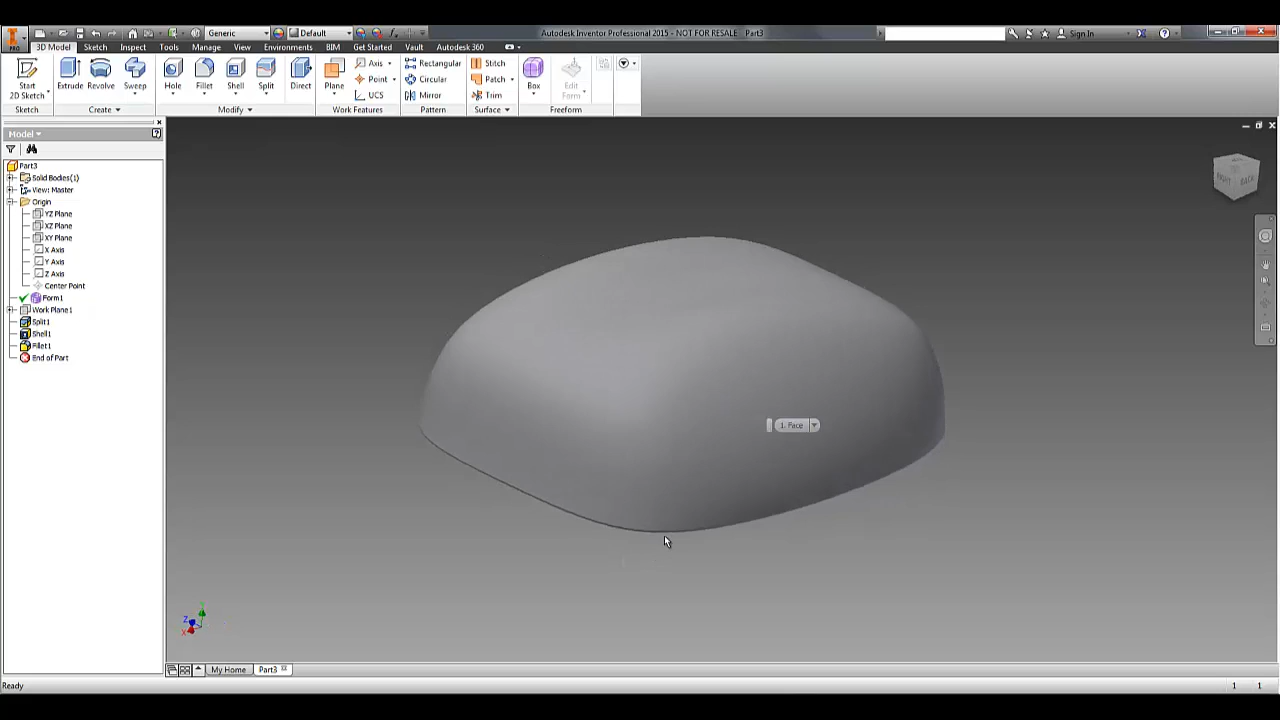 Generic Default Autodesk Inventor Professional 2015 - NOT FOR RESALE Part3 Sign In
PRO
3D Model Sketch Inspect Tools Manage View Environments BIM Get Started Vault Autodesk 360
Start
2D Sketch
Extrude Revolve Sweep
Hole Fillet Shell Split
Direct
Plane
Axis
Point
UCS
Rectangular
Circular
Mirror
Stitch
Patch
Trim
Box
Edit
Form
Sketch Create Modify Work Features Pattern Surface Freeform
Model
Part3
Solid Bodies(1)
View: Master
Origin
YZ Plane
XZ Plane
XY Plane
X Axis
Y Axis
Z Axis
Center Point
Form1
Work Plane1
Split1
Shell1
Fillet1
End of Part
RIGHT BACK
1. Face
Z
X
My Home Part3
Ready 1 1